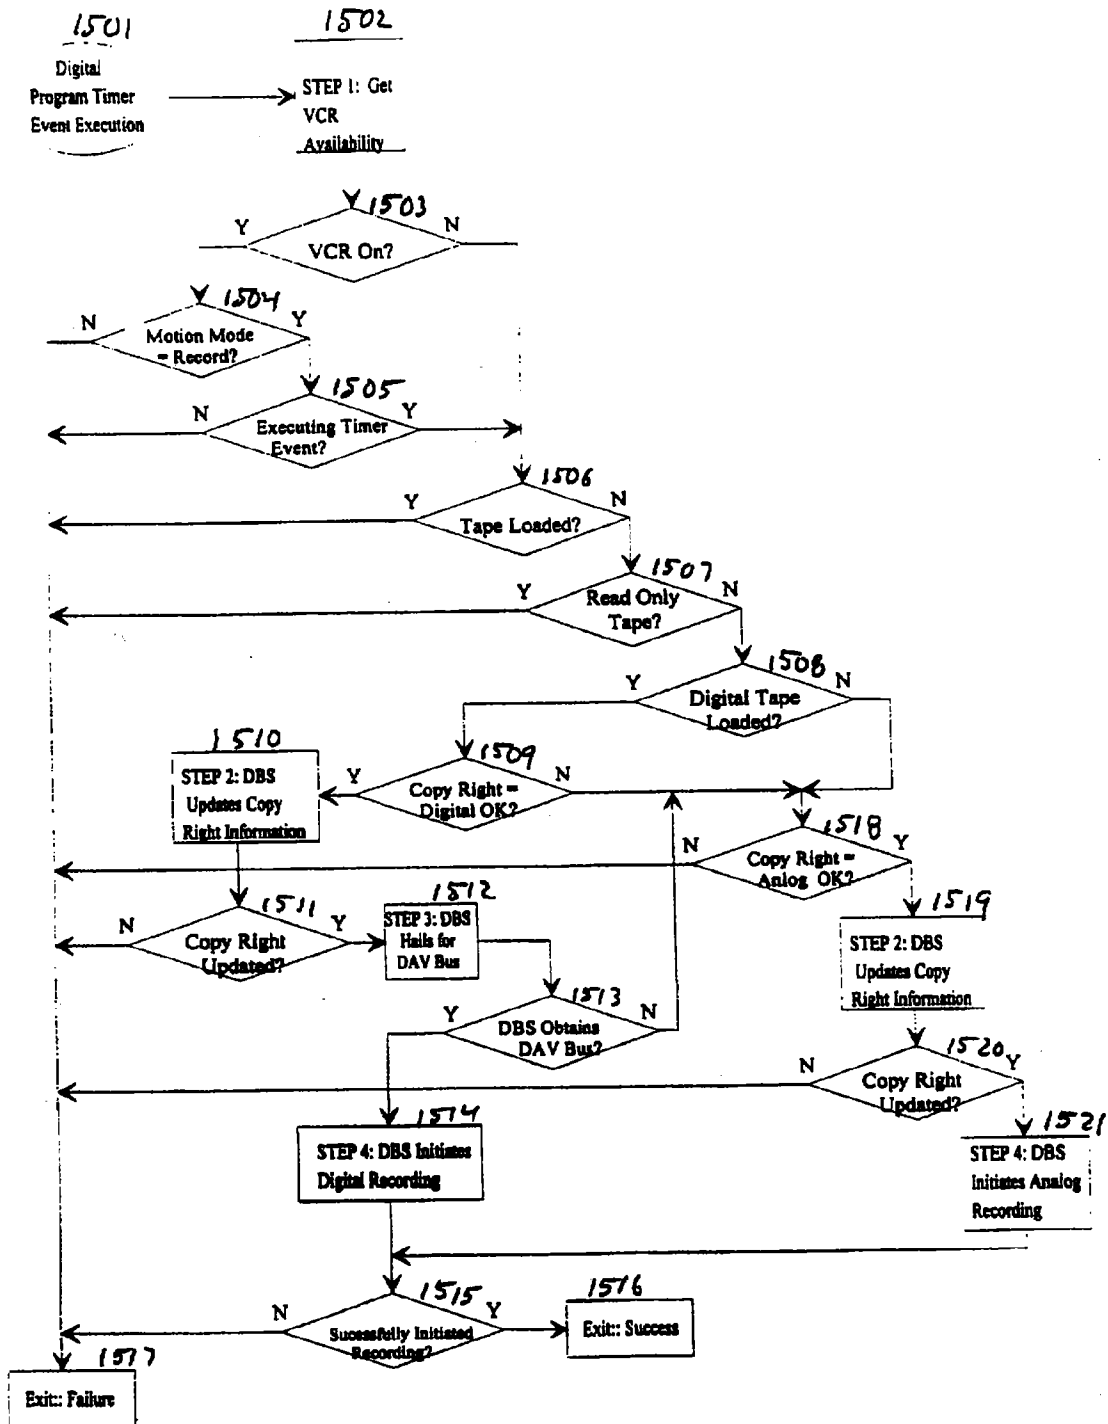 1501
1502
Digital
Program Timer
Event Execution
STEP 1: Get
VCR
Availability
1503
Y
N
VCR On?
1504
N
Y
Motion Mode
= Record?
1505
N
Y
Executing Timer
Event?
1506
Y
N
Tape Loaded?
1507
Y
N
Read Only
Tape?
1508
Y
N
Digital Tape
Loaded?
1510
1509
STEP 2: DBS
Updates Copy
Right Information
Y
N
Copy Right =
Digital OK?
1518
N
Y
Copy Right =
Anlog OK?
1511
1512
1519
N
Y
Copy Right
Updated?
STEP 3: DBS
Hails for
DAV Bus
STEP 2: DBS
Updates Copy
Right Information
1513
Y
N
DBS Obtains
DAV Bus?
1520
N
Y
Copy Right
Updated?
1514
1521
STEP 4: DBS Initiates
Digital Recording
STEP 4: DBS
Initiates Analog
Recording
1515
1516
N
Y
Sucessfully Initiated
Recording?
Exit:: Success
1517
Exit:: Failure